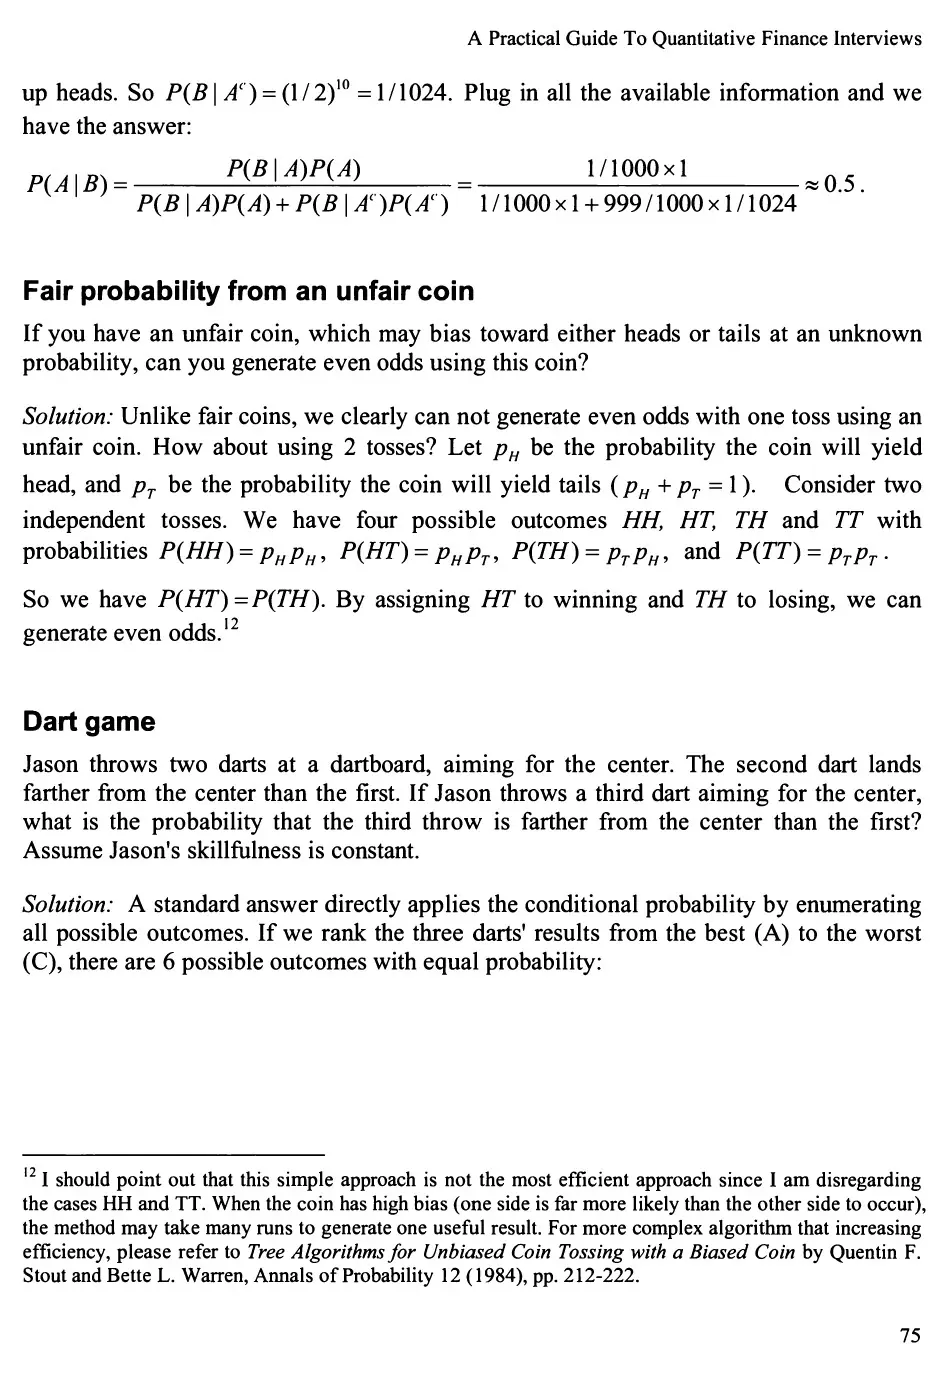 A Practical Guide To Quantitative Finance Interviews
up heads. So P(B | Aᶜ) = (1/2)¹⁰ = 1/1024. Plug in all the available information and we
have the answer:
P(A | B) = P(B | A)P(A) / (P(B | A)P(A) + P(B | Aᶜ)P(Aᶜ)) = 1/1000×1 / (1/1000×1 + 999/1000×1/1024) ≈ 0.5.
Fair probability from an unfair coin
If you have an unfair coin, which may bias toward either heads or tails at an unknown
probability, can you generate even odds using this coin?
Solution: Unlike fair coins, we clearly can not generate even odds with one toss using an
unfair coin. How about using 2 tosses? Let p_H be the probability the coin will yield
head, and p_T be the probability the coin will yield tails (p_H + p_T = 1). Consider two
independent tosses. We have four possible outcomes HH, HT, TH and TT with
probabilities P(HH) = p_H p_H, P(HT) = p_H p_T, P(TH) = p_T p_H, and P(TT) = p_T p_T.
So we have P(HT) = P(TH). By assigning HT to winning and TH to losing, we can
generate even odds.¹²
Dart game
Jason throws two darts at a dartboard, aiming for the center. The second dart lands
farther from the center than the first. If Jason throws a third dart aiming for the center,
what is the probability that the third throw is farther from the center than the first?
Assume Jason's skillfulness is constant.
Solution: A standard answer directly applies the conditional probability by enumerating
all possible outcomes. If we rank the three darts' results from the best (A) to the worst
(C), there are 6 possible outcomes with equal probability:
¹² I should point out that this simple approach is not the most efficient approach since I am disregarding
the cases HH and TT. When the coin has high bias (one side is far more likely than the other side to occur),
the method may take many runs to generate one useful result. For more complex algorithm that increasing
efficiency, please refer to Tree Algorithms for Unbiased Coin Tossing with a Biased Coin by Quentin F.
Stout and Bette L. Warren, Annals of Probability 12 (1984), pp. 212-222.
75